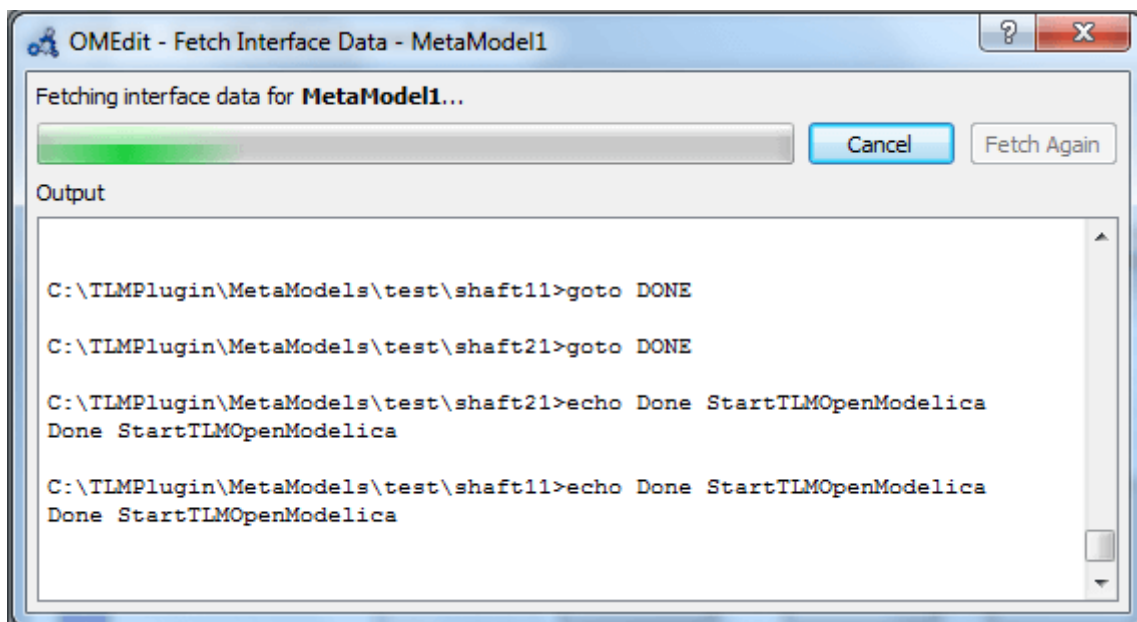 OMEdit - Fetch Interface Data - MetaModel1
Fetching interface data for MetaModel1...
Cancel
Fetch Again
Output
C:\TLMPlugin\MetaModels\test\shaft11>goto DONE
C:\TLMPlugin\MetaModels\test\shaft21>goto DONE
C:\TLMPlugin\MetaModels\test\shaft21>echo Done StartTLMOpenModelica
Done StartTLMOpenModelica
C:\TLMPlugin\MetaModels\test\shaft11>echo Done StartTLMOpenModelica
Done StartTLMOpenModelica